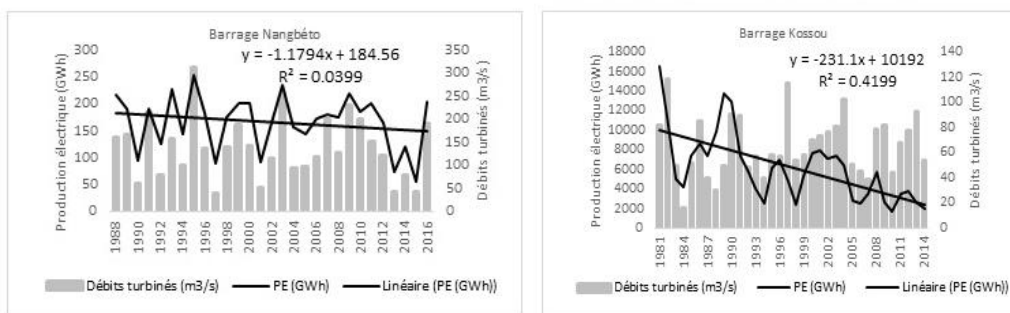 Barrage Nangbéto
y = -1.1794x + 184.56
R² = 0.0399
Production électrique (GWh)
300
250
200
150
100
50
0
350
300
250
200
150
100
50
0
Débits turbinés (m3/s)
1988 1990 1992 1994 1996 1998 2000 2002 2004 2006 2008 2010 2012 2014 2016
Débits turbinés (m3/s) PE (GWh) Linéaire (PE (GWh))
Barrage Kossou
y = -231.1x + 10192
R² = 0.4199
Production électrique (GWh)
18000
16000
14000
12000
10000
8000
6000
4000
2000
0
140
120
100
80
60
40
20
0
Débits turbinés (m3/s)
1981 1984 1987 1990 1993 1996 1999 2002 2005 2008 2011 2014
Débits turbinés (m3/s) PE (GWh) Linéaire (PE (GWh))